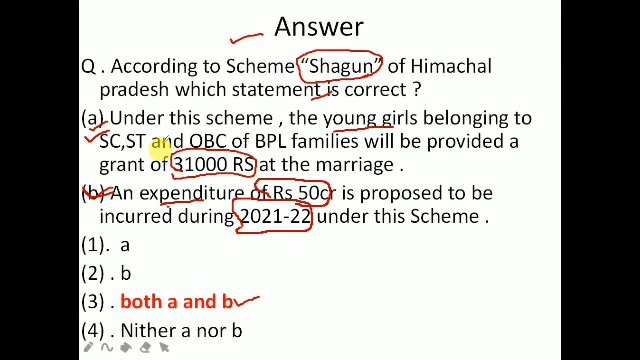 Answer
Q . According to Scheme “Shagun” of Himachal
pradesh which statement is correct ?
(a) Under this scheme , the young girls belonging to
SC,ST and OBC of BPL families will be provided a
grant of 31000 RS at the marriage .
(b) An expenditure of Rs 50cr is proposed to be
incurred during 2021-22 under this Scheme .
(1). a
(2) . b
(3) . both a and b
(4) . Nither a nor b